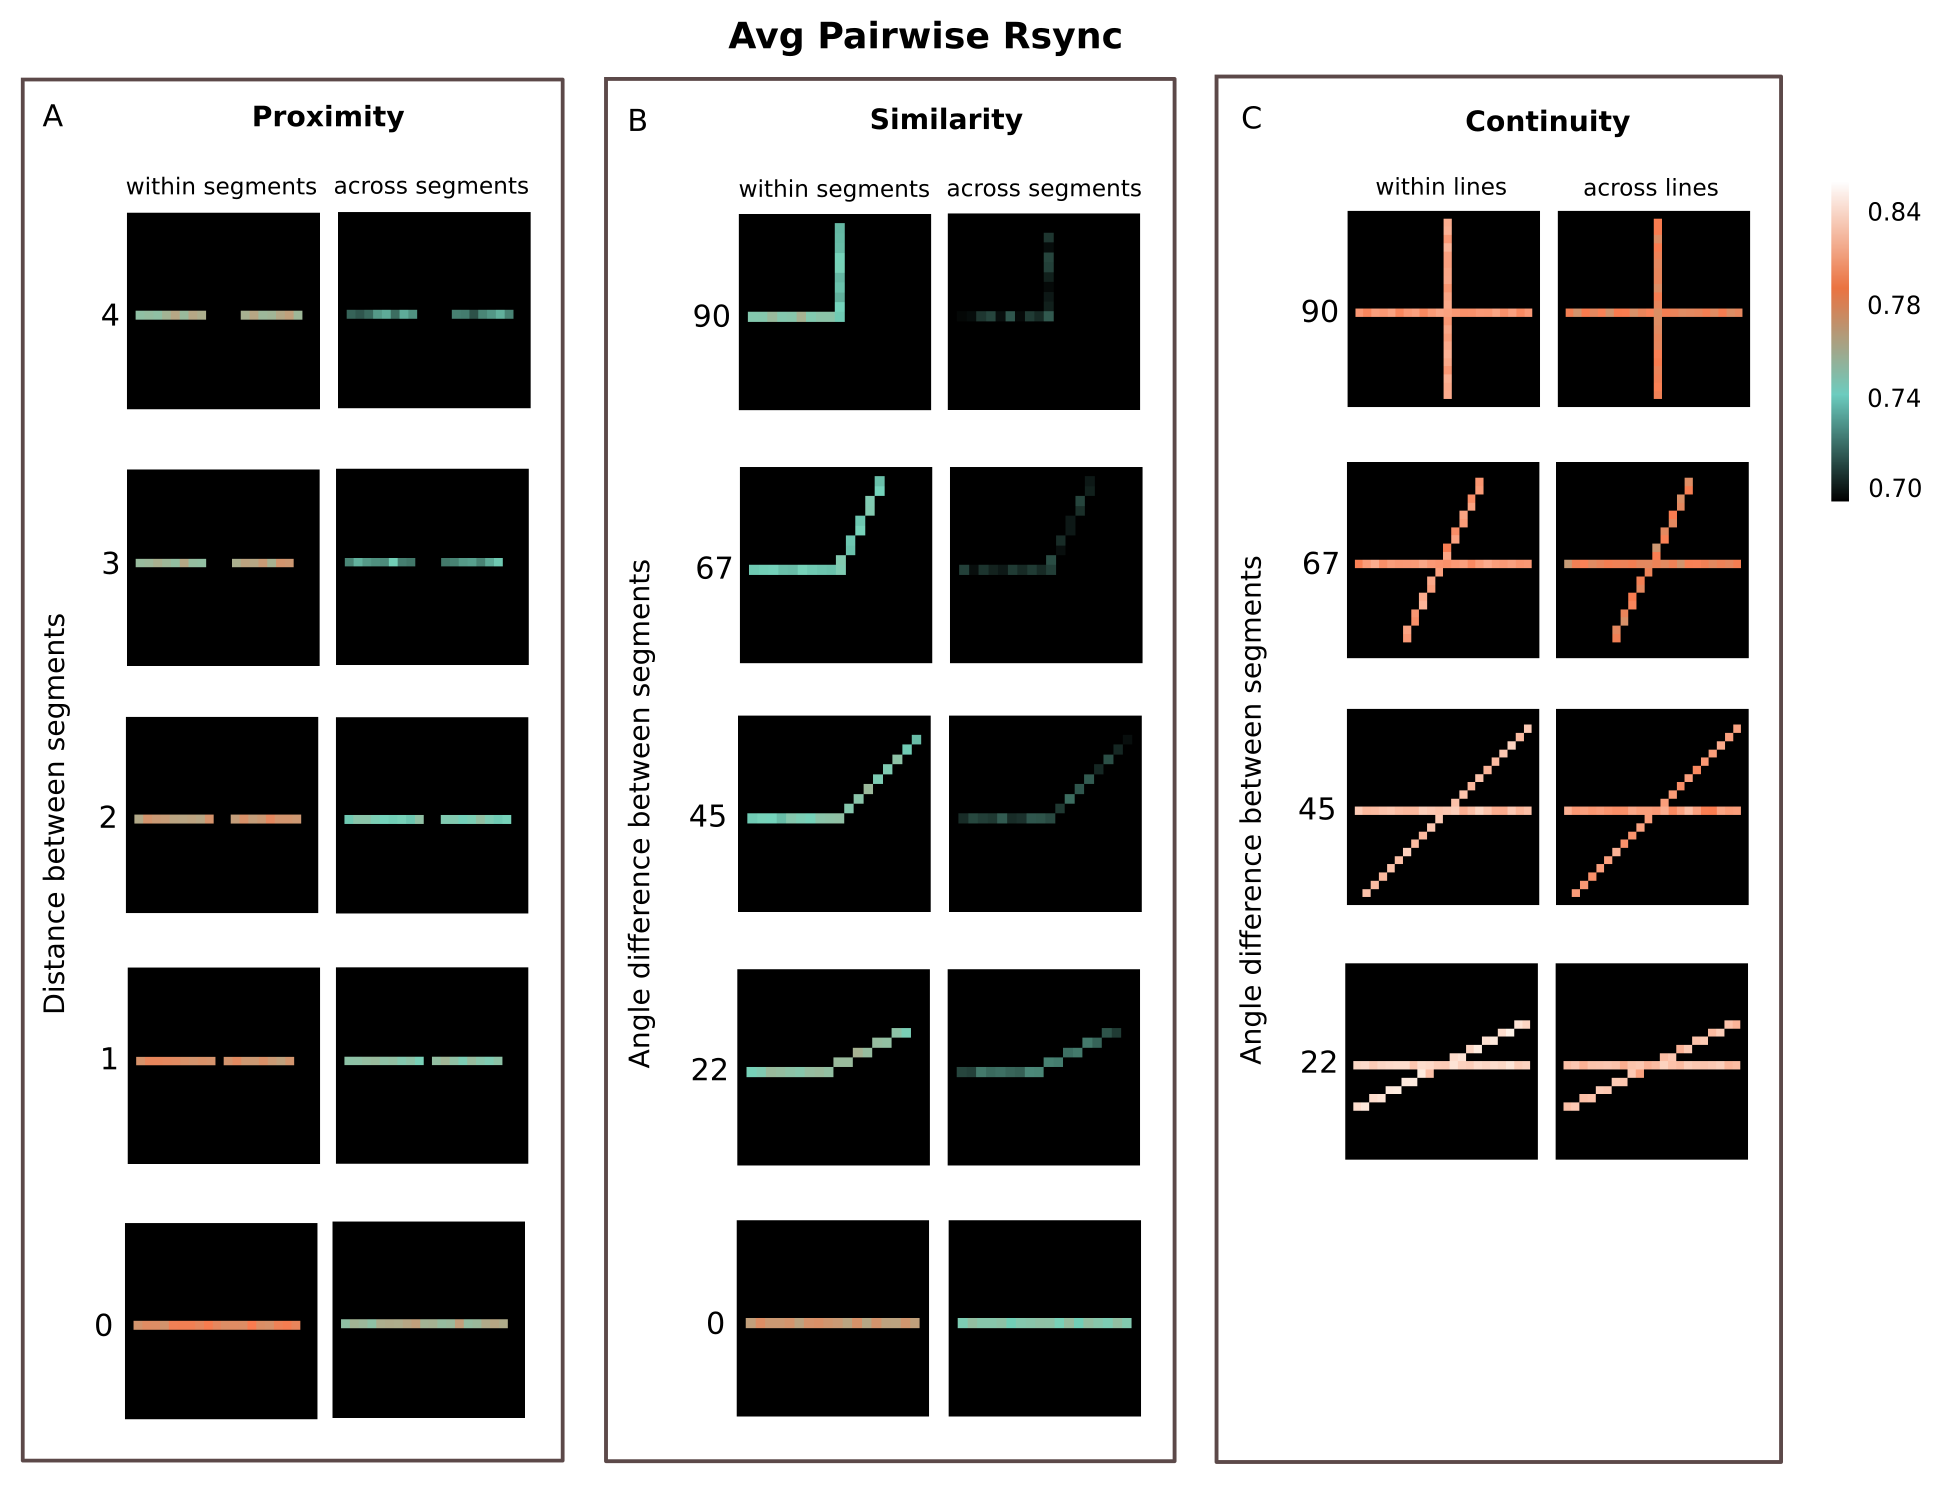 Avg Pairwise Rsync
A
Proximity
within segments
across segments
4
3
2
1
0
Distance between segments
B
Similarity
within segments
across segments
90
67
45
22
0
Angle difference between segments
C
Continuity
within lines
across lines
90
67
45
22
Angle difference between segments
0.84
0.78
0.74
0.70